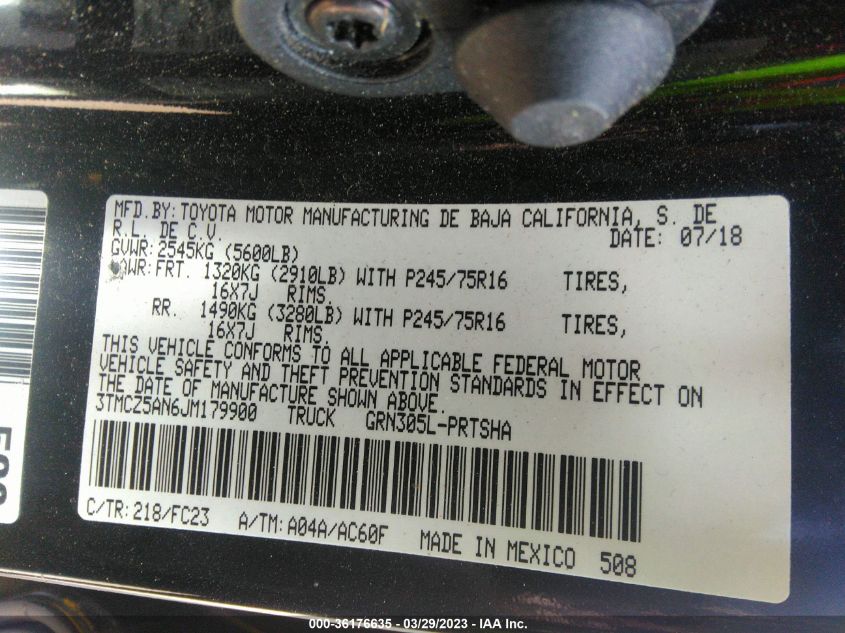 MFD.BY: TOYOTA MOTOR MANUFACTURING DE BAJA CALIFORNIA, S. DE
R.L. DE C.V. DATE: 07/18
GVWR: 2545KG (5600LB)
GAWR: FRT. 1320KG (2910LB) WITH P245/75R16 TIRES,
16X7J RIMS.
RR. 1490KG (3280LB) WITH P245/75R16 TIRES,
16X7J RIMS.
THIS VEHICLE CONFORMS TO ALL APPLICABLE FEDERAL MOTOR
VEHICLE SAFETY AND THEFT PREVENTION STANDARDS IN EFFECT ON
THE DATE OF MANUFACTURE SHOWN ABOVE.
3TMCZ5AN6JM179900 TRUCK GRN305L-PRTSHA
C/TR: 218/FC23 A/TM: A04A/AC60F MADE IN MEXICO 508
000-36176635 - 03/29/2023 - IAA Inc.